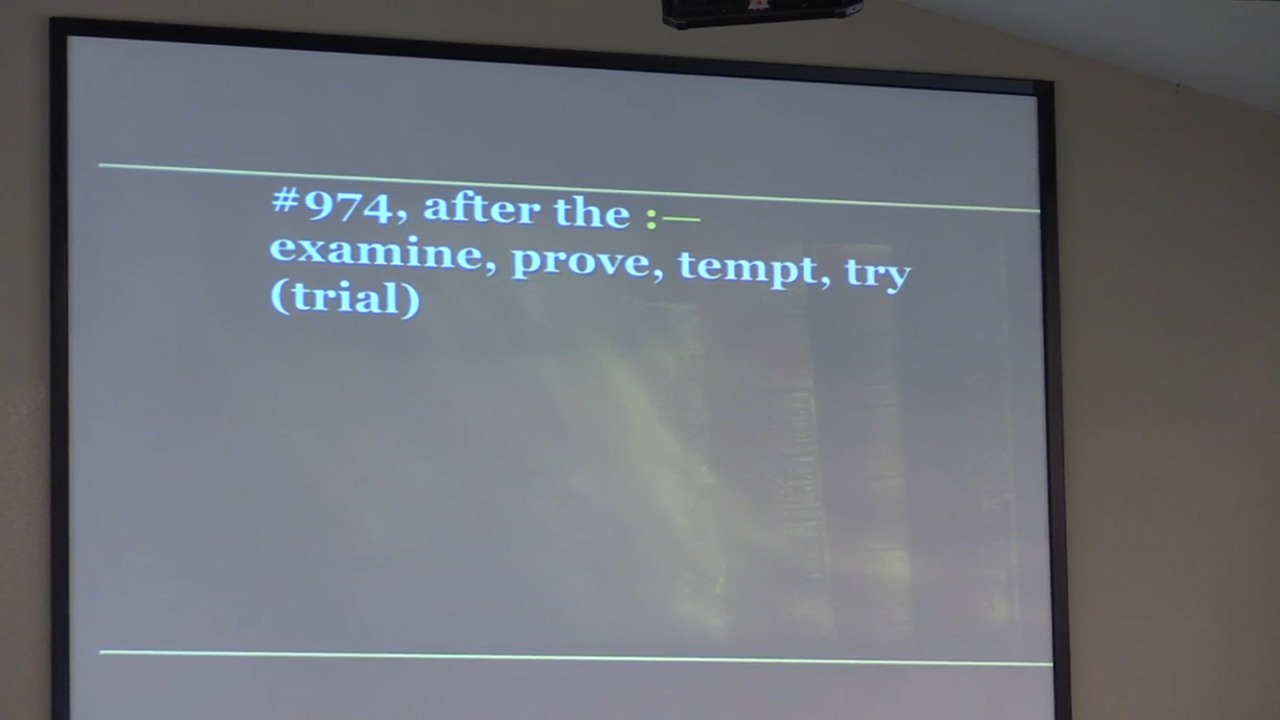 #974, after the :—
examine, prove, tempt, try
(trial)